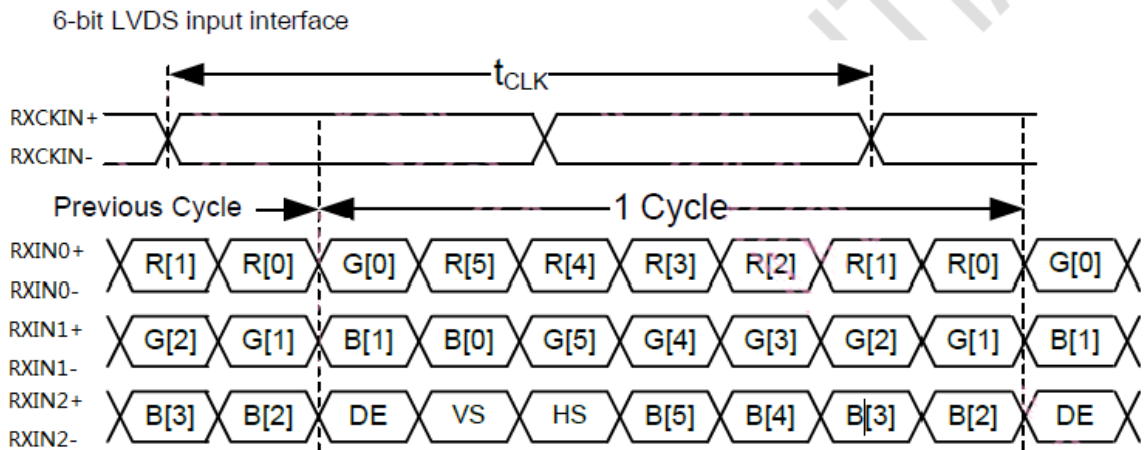 6-bit LVDS input interface
tCLK
RXCKIN+
RXCKIN-
Previous Cycle 1 Cycle
RXIN0+
R[1] R[0] G[0] R[5] R[4] R[3] R[2] R[1] R[0] G[0]
RXIN0-
RXIN1+
G[2] G[1] B[1] B[0] G[5] G[4] G[3] G[2] G[1] B[1]
RXIN1-
RXIN2+
B[3] B[2] DE VS HS B[5] B[4] B[3] B[2] DE
RXIN2-